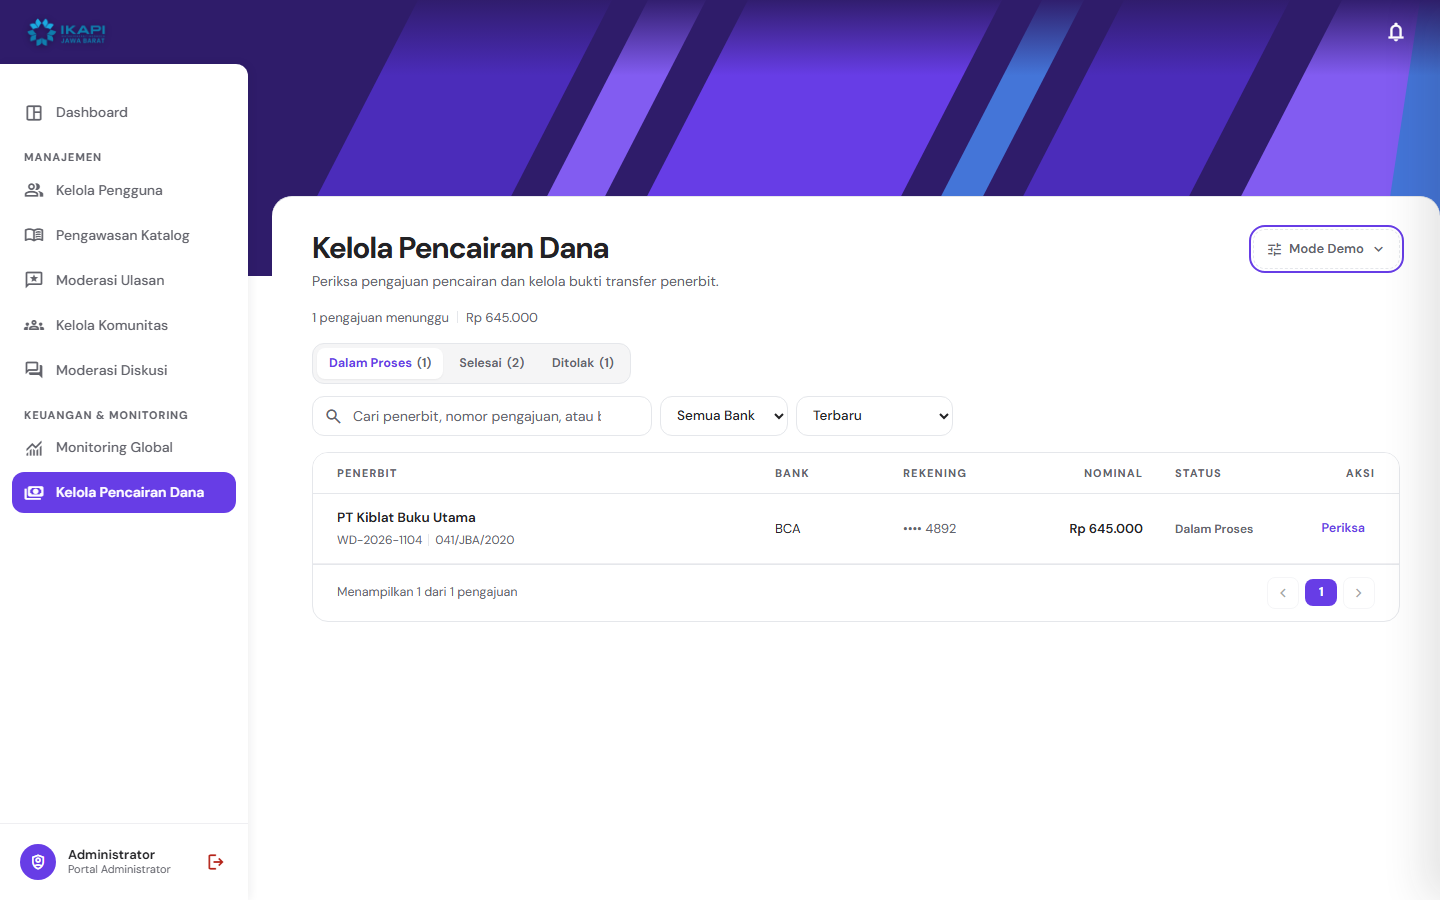 IKAPI
JAWA BARAT
Dashboard
MANAJEMEN
Kelola Pengguna
Pengawasan Katalog
Moderasi Ulasan
Kelola Komunitas
Moderasi Diskusi
KEUANGAN & MONITORING
Monitoring Global
Kelola Pencairan Dana
Administrator
Portal Administrator
Kelola Pencairan Dana
Mode Demo
Periksa pengajuan pencairan dan kelola bukti transfer penerbit.
1 pengajuan menunggu Rp 645.000
Dalam Proses (1) Selesai (2) Ditolak (1)
Cari penerbit, nomor pengajuan, atau Semua Bank Terbaru
PENERBIT BANK REKENING NOMINAL STATUS AKSI
PT Kiblat Buku Utama
WD-2026-1104 041/JBA/2020
BCA •••• 4892 Rp 645.000 Dalam Proses Periksa
Menampilkan 1 dari 1 pengajuan 1